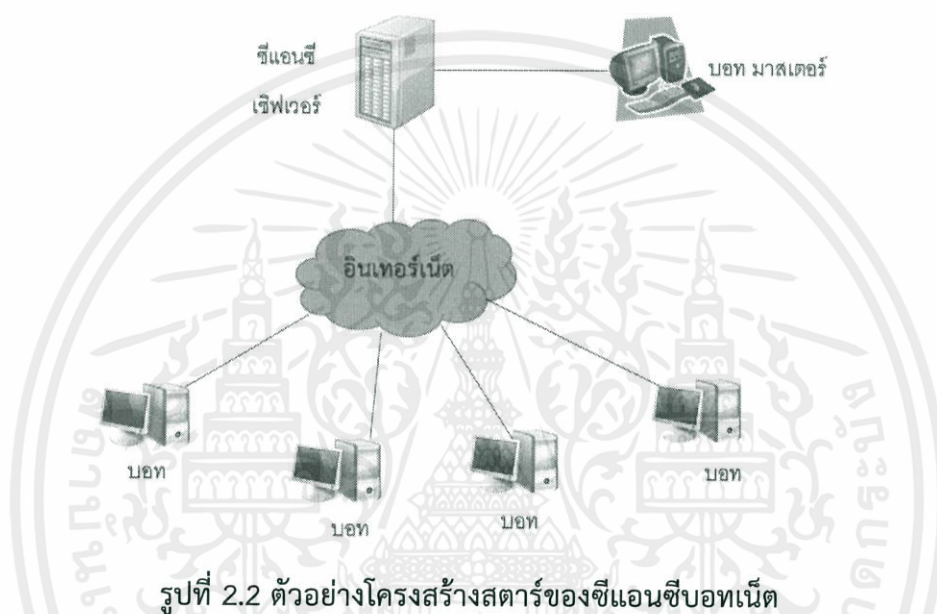 ซีแอนซี
เซิฟเวอร์
บอท มาสเตอร์
อินเทอร์เน็ต
บอท
บอท
บอท
บอท
รูปที่ 2.2 ตัวอย่างโครงสร้างสตาร์ของซีแอนซีบอทเน็ต